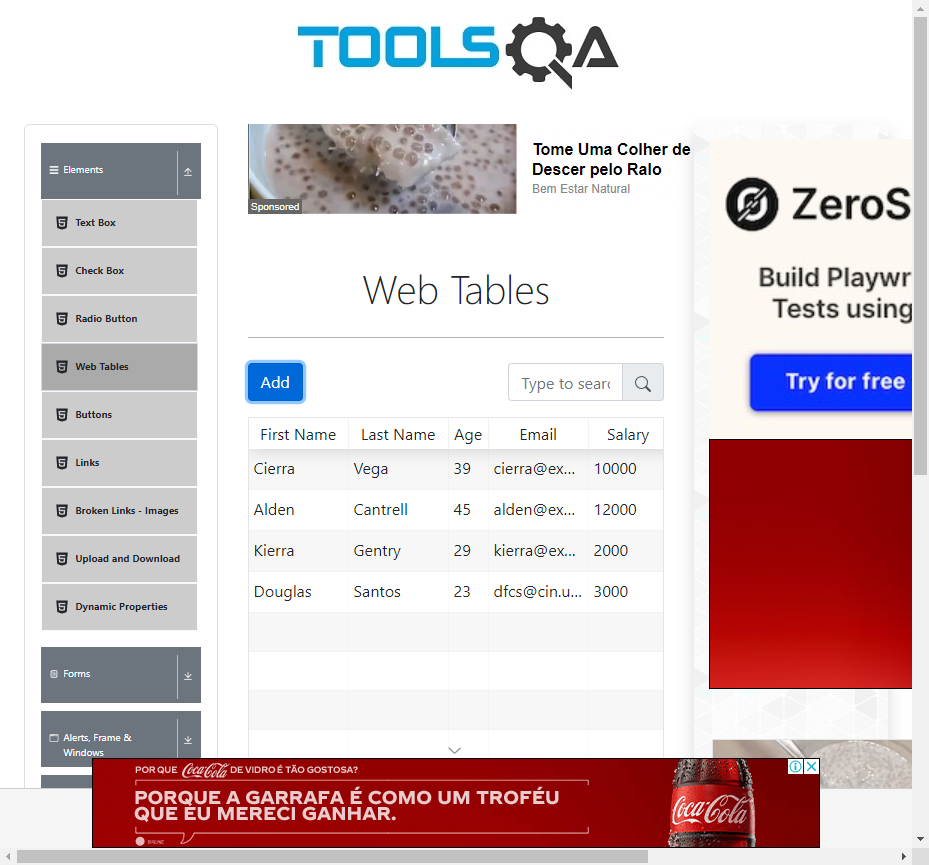 TOOLSQA
Elements
Text Box
Check Box
Radio Button
Web Tables
Buttons
Links
Broken Links - Images
Upload and Download
Dynamic Properties
Forms
Alerts, Frame &
Windows
Sponsored
Tome Uma Colher de
Descer pelo Ralo
Bem Estar Natural
Web Tables
Add
Type to searc
First Name Last Name Age Email Salary
Cierra Vega 39 cierra@ex... 10000
Alden Cantrell 45 alden@ex... 12000
Kierra Gentry 29 kierra@ex... 2000
Douglas Santos 23 dfcs@cin.u... 3000
ZeroS
Build Playwr
Tests using
Try for free
POR QUE Coca-Cola DE VIDRO É TÃO GOSTOSA?
PORQUE A GARRAFA É COMO UM TROFÉU
QUE EU MERECI GANHAR.
Coca-Cola